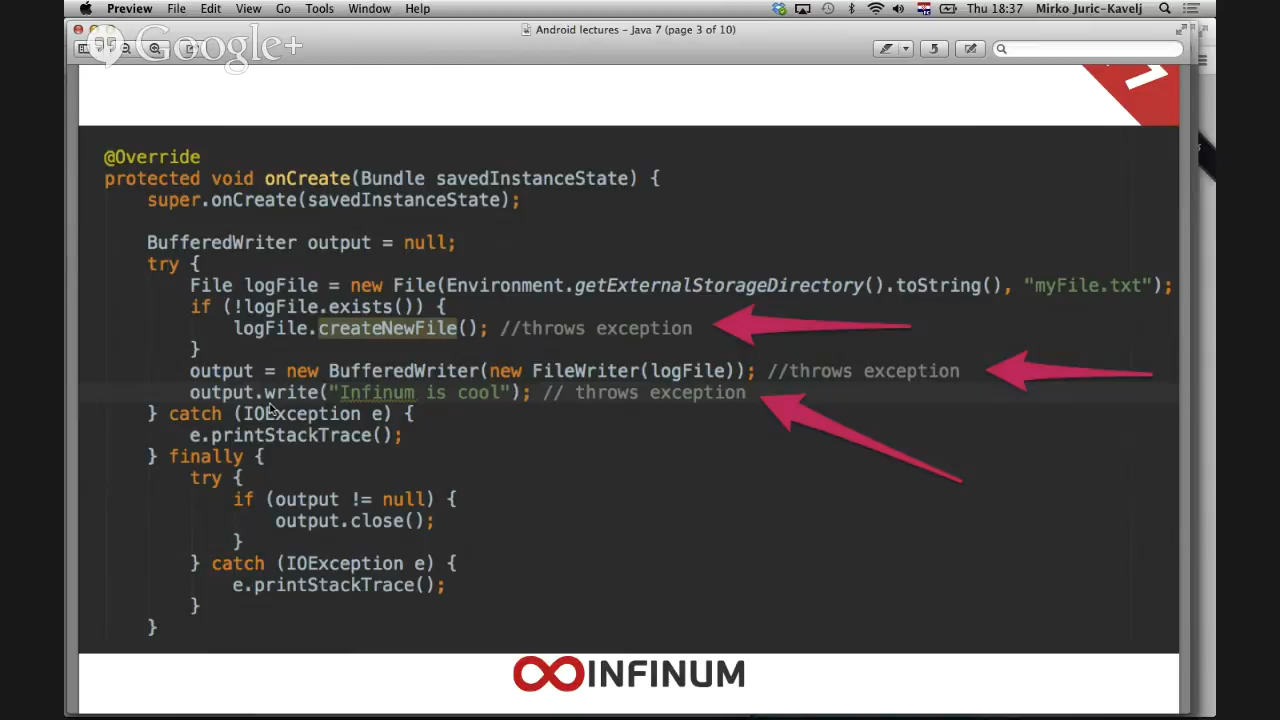 Preview File Edit View Go Tools Window Help Thu 18:37 Mirko Juric-Kavelj
Google+
Android lectures – Java 7 (page 3 of 10)
5
7
@Override
protected void onCreate(Bundle savedInstanceState) {
super.onCreate(savedInstanceState);
BufferedWriter output = null;
try {
File logFile = new File(Environment.getExternalStorageDirectory().toString(), "myFile.txt");
if (!logFile.exists()) {
logFile.createNewFile(); //throws exception
}
output = new BufferedWriter(new FileWriter(logFile)); //throws exception
output.write("Infinum is cool"); // throws exception
} catch (IOException e) {
e.printStackTrace();
} finally {
try {
if (output != null) {
output.close();
}
} catch (IOException e) {
e.printStackTrace();
}
}
INFINUM